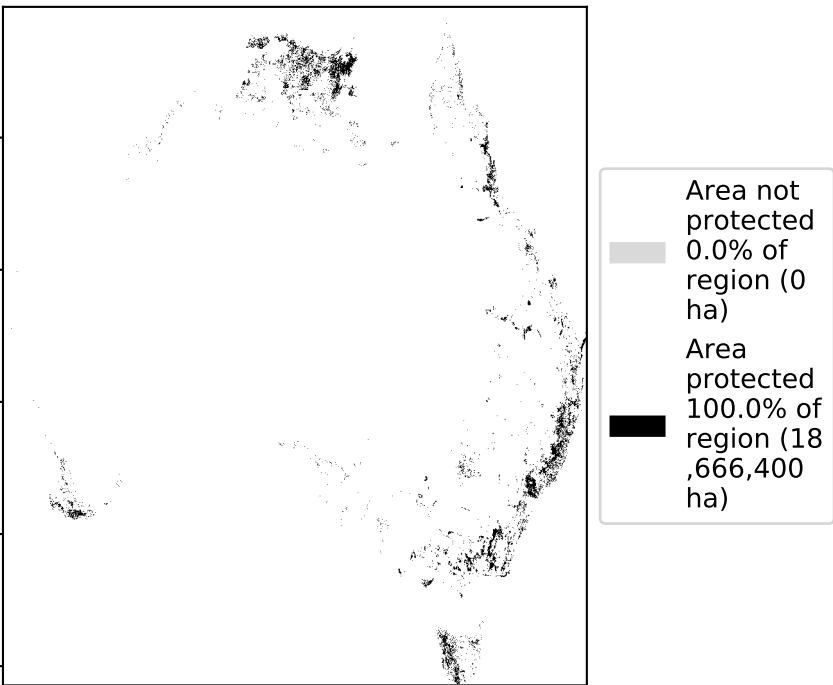 Area not
protected
0.0% of
region (0
ha)
Area
protected
100.0% of
region (18
,666,400
ha)